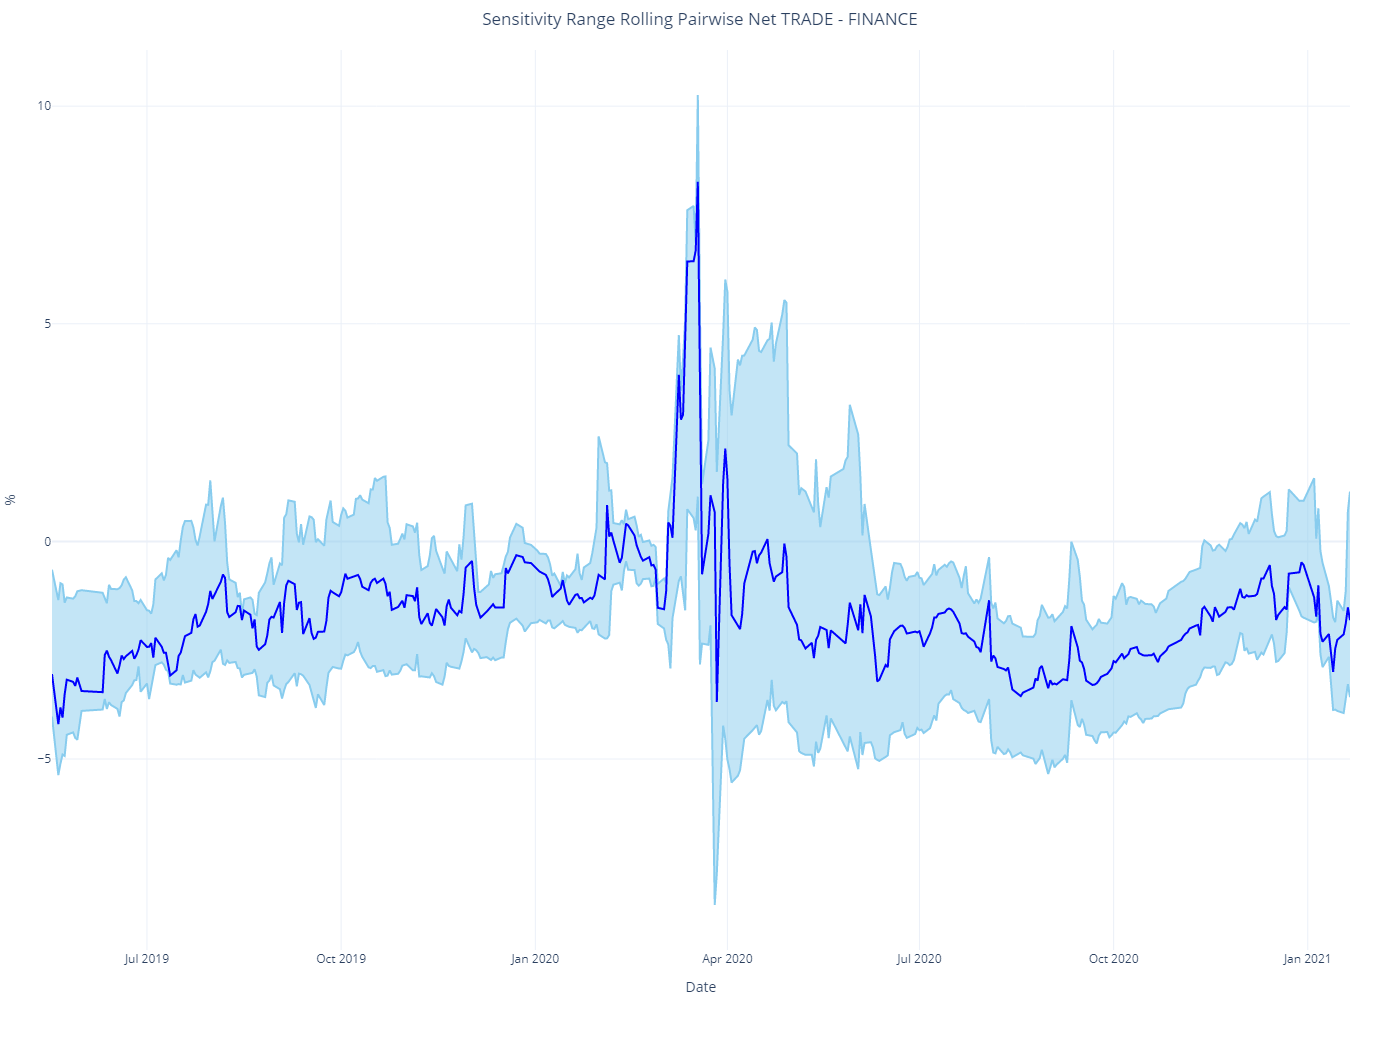 Sensitivity Range Rolling Pairwise Net TRADE - FINANCE
10
5
0
−5
%
Jul 2019
Oct 2019
Jan 2020
Apr 2020
Jul 2020
Oct 2020
Jan 2021
Date